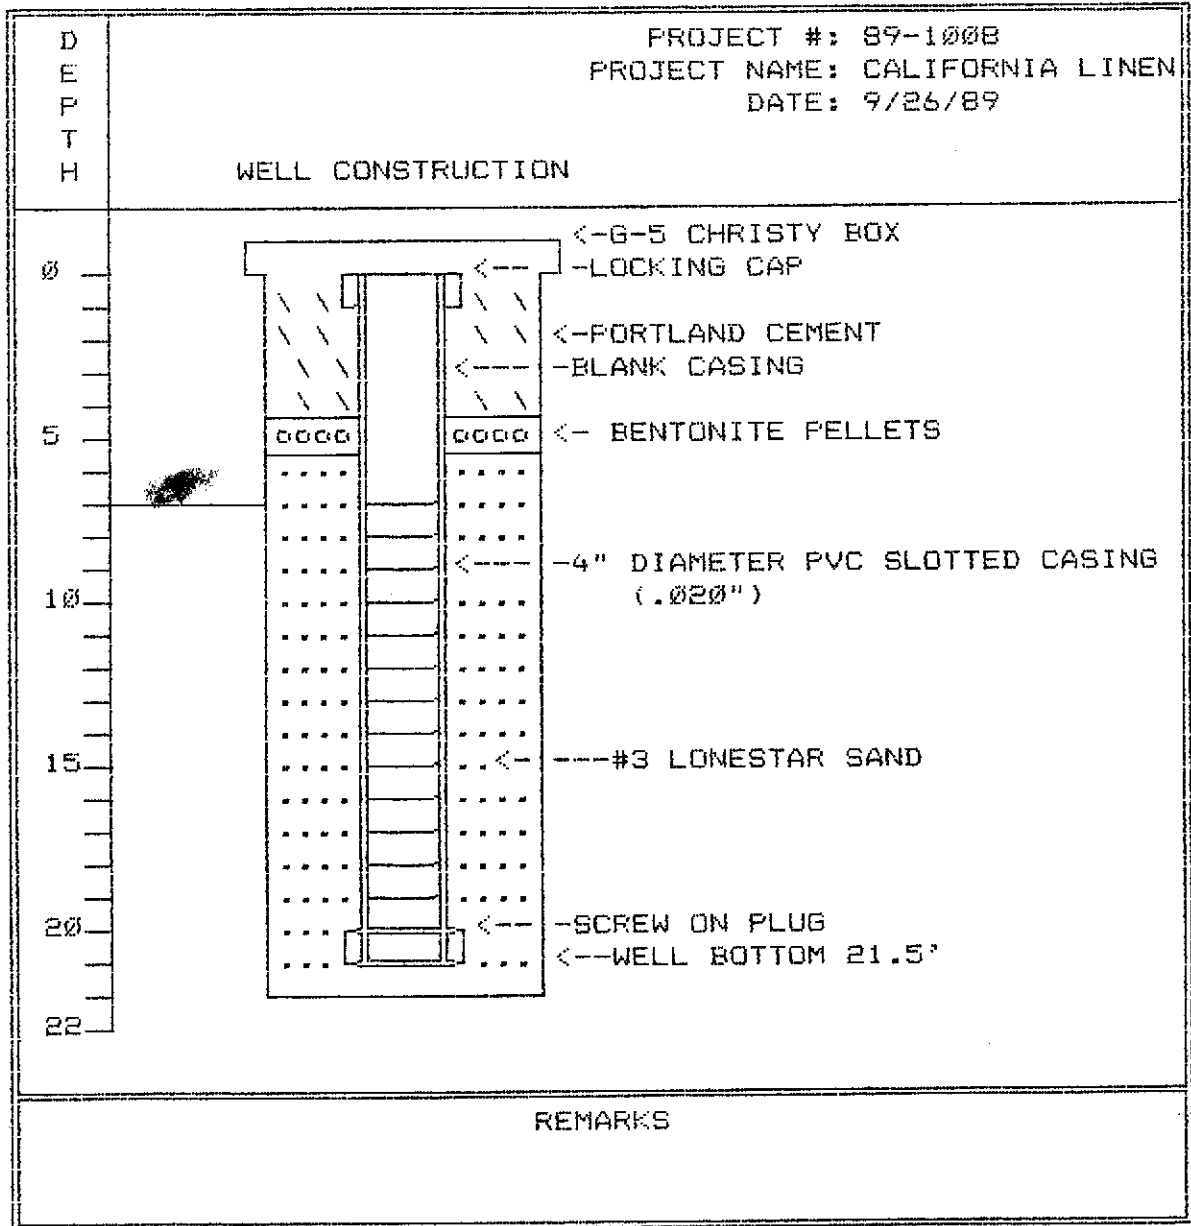 D
E
P
T
H
PROJECT #: 89-100B
PROJECT NAME: CALIFORNIA LINEN
DATE: 9/26/89
WELL CONSTRUCTION
<-G-5 CHRISTY BOX
0 <-- -LOCKING CAP
<-PORTLAND CEMENT
<--- -BLANK CASING
5 <- BENTONITE PELLETS
<--- -4" DIAMETER PVC SLOTTED CASING
10 (.020")
15 <- ---#3 LONESTAR SAND
20 <-- -SCREW ON PLUG
<--WELL BOTTOM 21.5'
22
REMARKS